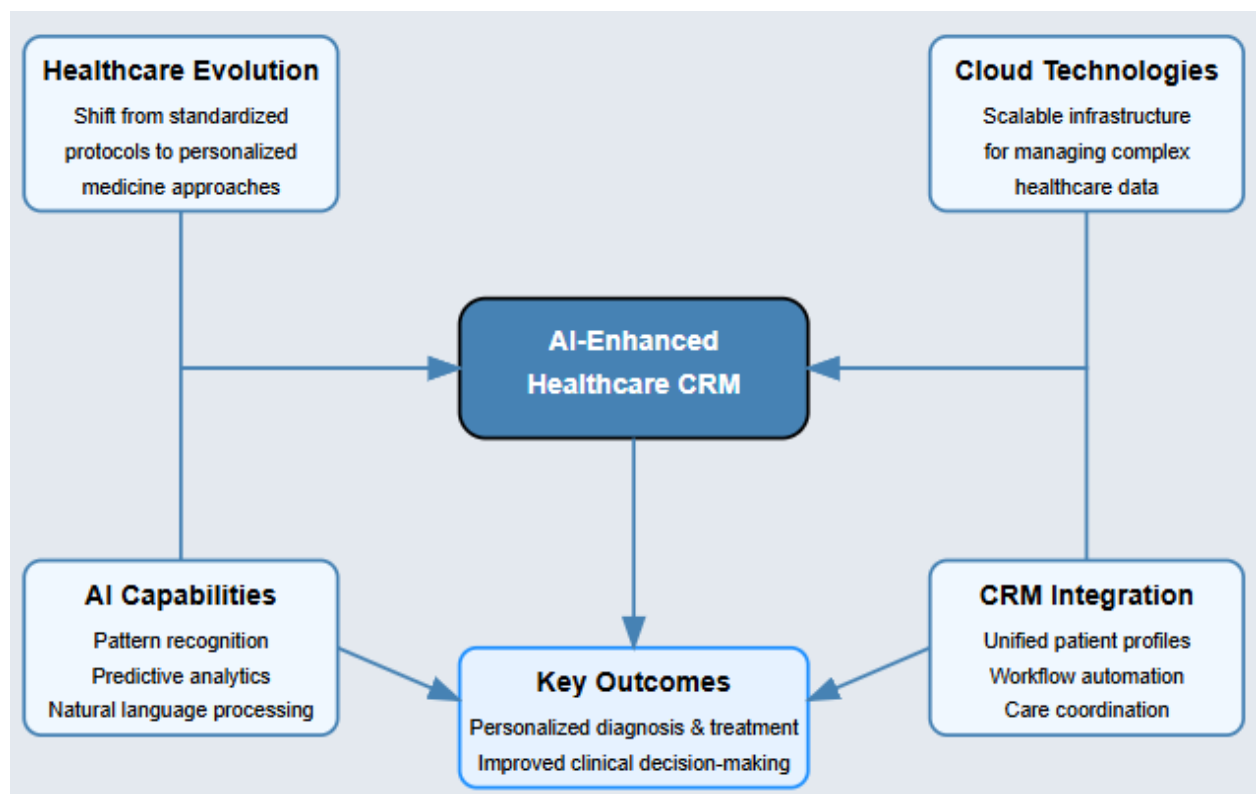 Healthcare Evolution
Shift from standardized
protocols to personalized
medicine approaches
Cloud Technologies
Scalable infrastructure
for managing complex
healthcare data
AI-Enhanced
Healthcare CRM
AI Capabilities
Pattern recognition
Predictive analytics
Natural language processing
Key Outcomes
Personalized diagnosis & treatment
Improved clinical decision-making
CRM Integration
Unified patient profiles
Workflow automation
Care coordination